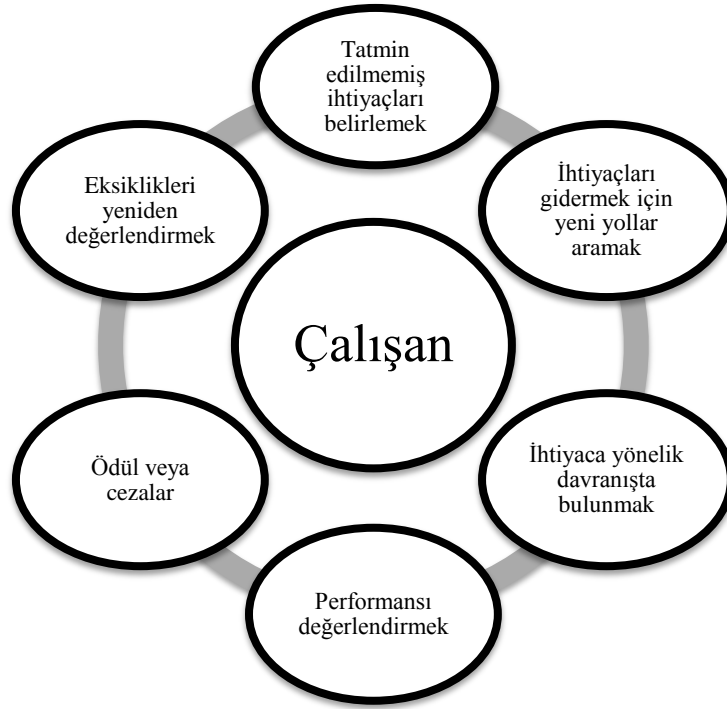 Tatmin
edilmemiş
ihtiyaçları
belirlemek
İhtiyaçları
gidermek için
yeni yollar
aramak
İhtiyaca yönelik
davranışta
bulunmak
Performansı
değerlendirmek
Ödül veya
cezalar
Eksiklikleri
yeniden
değerlendirmek
Çalışan